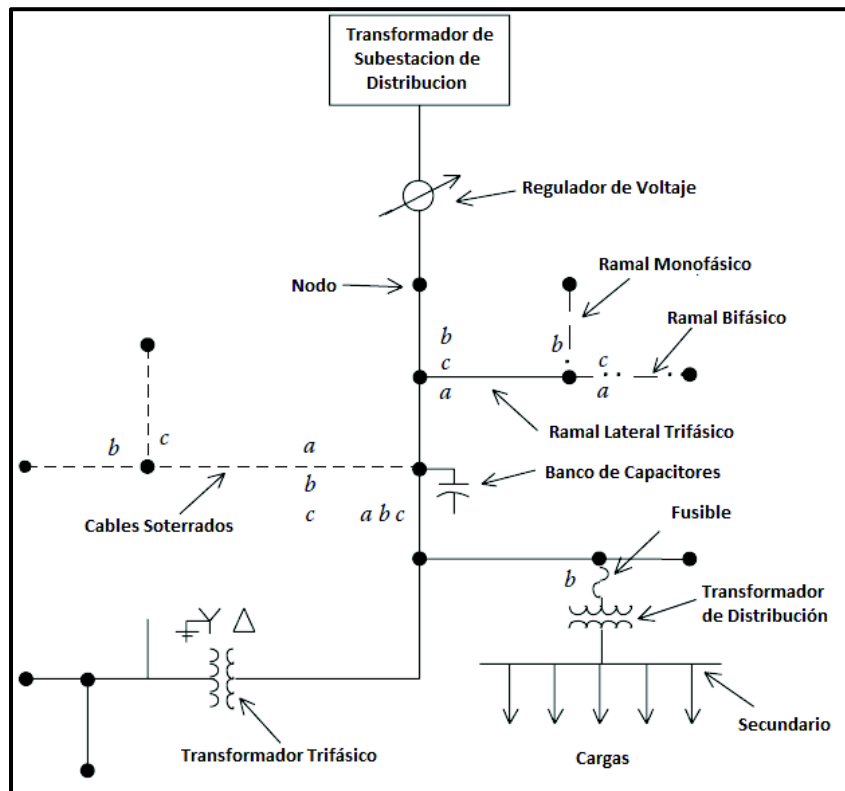 Transformador de
Subestacion de
Distribucion
Regulador de Voltaje
Nodo
Ramal Monofásico
Ramal Bifásico
b
c
a
b
c
a
Ramal Lateral Trifásico
b
c
a
b
c
a b c
Cables Soterrados
Banco de Capacitores
Fusible
b
Transformador
de Distribución
Secundario
Cargas
Transformador Trifásico